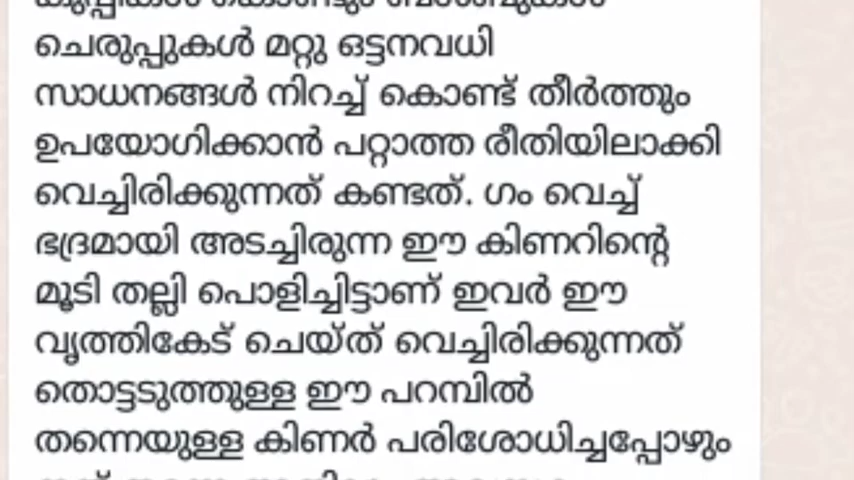 ചെരുപ്പുകൾ മറ്റു ഒട്ടനവധി
സാധനങ്ങൾ നിറച്ച് കൊണ്ട് തീർത്തും
ഉപയോഗിക്കാൻ പറ്റാത്ത രീതിയിലാക്കി
വെച്ചിരിക്കുന്നത് കണ്ടത്. ഗം വെച്ച്
ഭദ്രമായി അടച്ചിരുന്ന ഈ കിണറിന്റെ
മൂടി തല്ലി പൊളിച്ചിട്ടാണ് ഇവർ ഈ
വൃത്തികേട് ചെയ്ത് വെച്ചിരിക്കുന്നത്
തൊട്ടടുത്തുള്ള ഈ പറമ്പിൽ
തന്നെയുള്ള കിണർ പരിശോധിച്ചപ്പോഴും